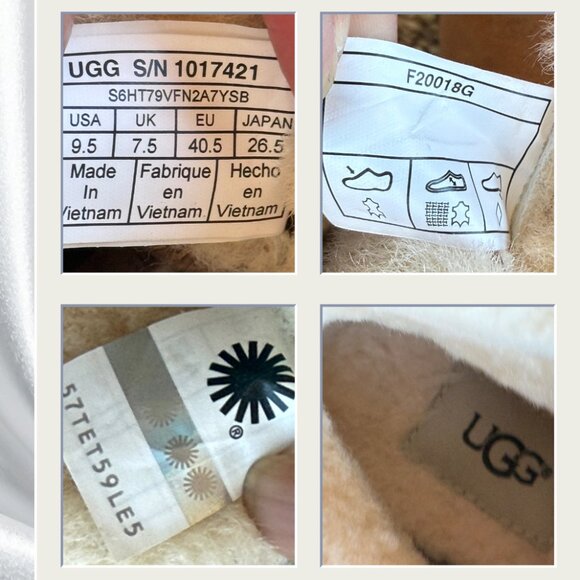 UGG S/N 1017421
S6HT79VFN2A7YSB
USA UK EU JAPAN
9.5 7.5 40.5 26.5
Made Fabrique Hecho
In en en
Vietnam Vietnam Vietnam
F20018G
57TET59LE5
®
UGG®